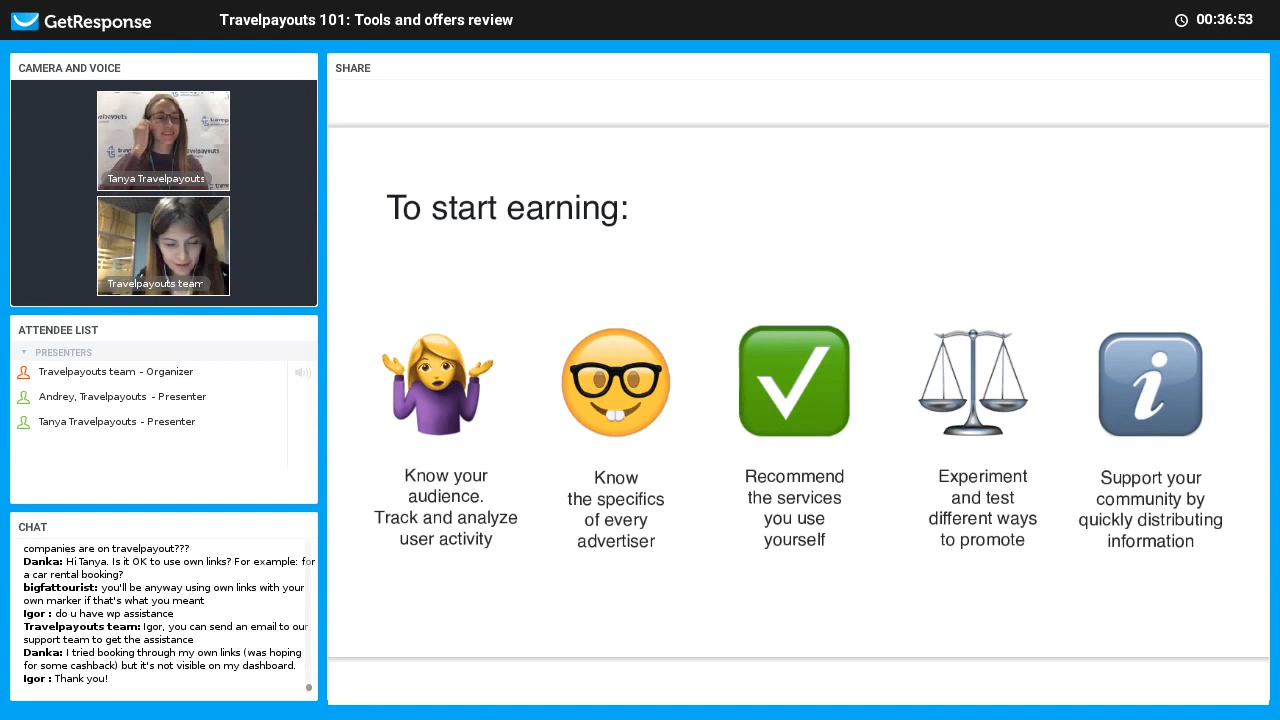 GetResponse
Travelpayouts 101: Tools and offers review
00:36:53
CAMERA AND VOICE
Tanya Travelpayouts
Travelpayouts team
ATTENDEE LIST
PRESENTERS
Travelpayouts team - Organizer
Andrey, Travelpayouts - Presenter
Tanya Travelpayouts - Presenter
CHAT
companies are on travelpayout???
Danka: Hi Tanya. Is it OK to use own links? For example: for
a car rental booking?
bigfattourist: you'll be anyway using own links with your
own marker if that's what you meant
Igor : do u have wp assistance
Travelpayouts team: Igor, you can send an email to our
support team to get the assistance
Danka: I tried booking through my own links (was hoping
for some cashback) but it's not visible on my dashboard.
Igor : Thank you!
SHARE
To start earning:
Know your
audience.
Track and analyze
user activity
Know
the specifics
of every
advertiser
Recommend
the services
you use
yourself
Experiment
and test
different ways
to promote
i
Support your
community by
quickly distributing
information